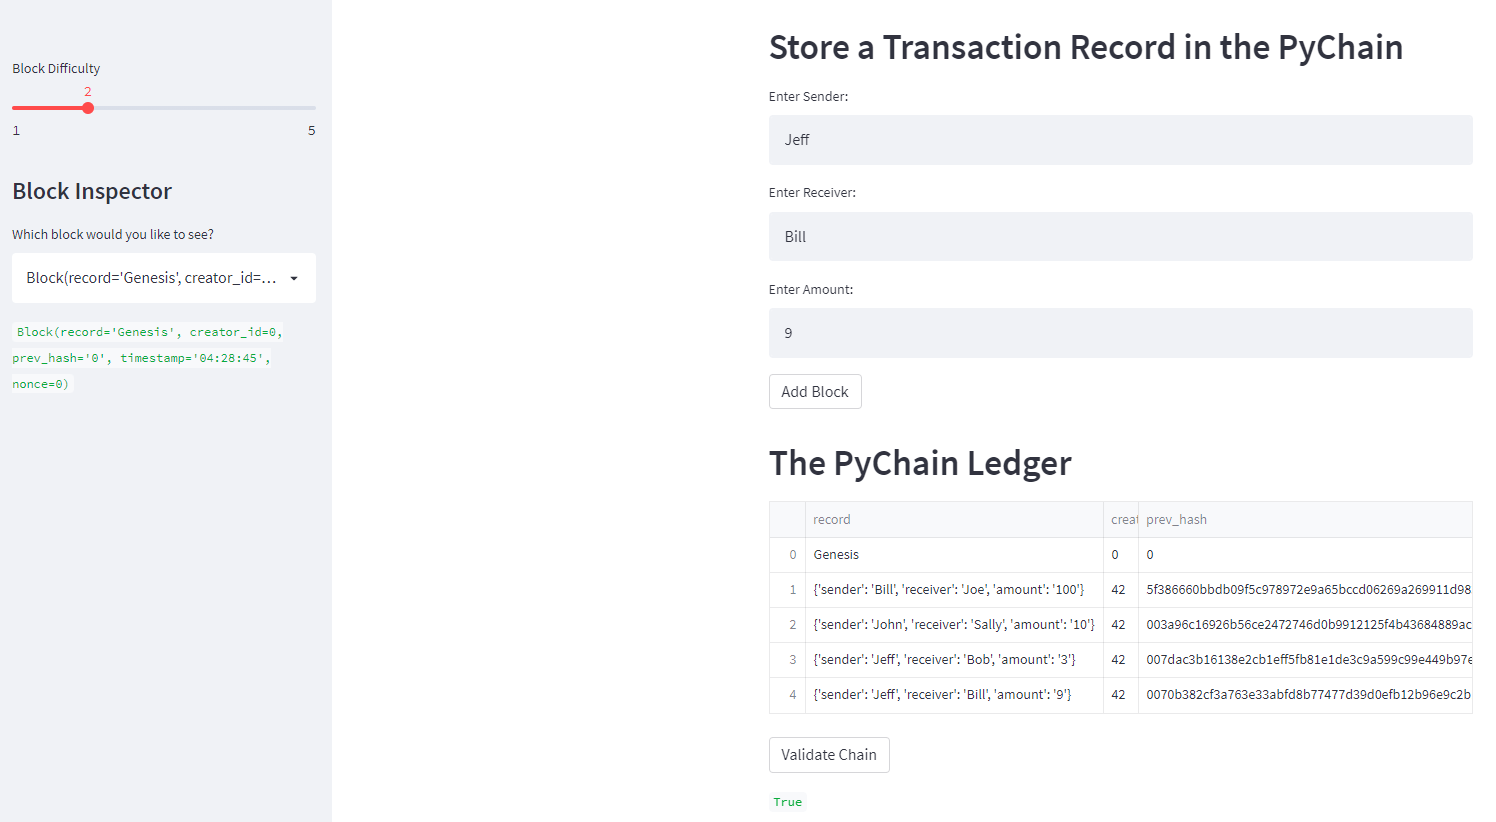 Block Difficulty
2
1 5
Block Inspector
Which block would you like to see?
Block(record='Genesis', creator_id=...
Block(record='Genesis', creator_id=0,
prev_hash='0', timestamp='04:28:45',
nonce=0)
Store a Transaction Record in the PyChain
Enter Sender:
Jeff
Enter Receiver:
Bill
Enter Amount:
9
Add Block
The PyChain Ledger
record creat prev_hash
0 Genesis 0 0
1 {'sender': 'Bill', 'receiver': 'Joe', 'amount': '100'} 42 5f386660bbdb09f5c978972e9a65bccd06269a269911d98
2 {'sender': 'John', 'receiver': 'Sally', 'amount': '10'} 42 003a96c16926b56ce2472746d0b9912125f4b43684889ac
3 {'sender': 'Jeff', 'receiver': 'Bob', 'amount': '3'} 42 007dac3b16138e2cb1eff5fb81e1de3c9a599c99e449b97e
4 {'sender': 'Jeff', 'receiver': 'Bill', 'amount': '9'} 42 0070b382cf3a763e33abfd8b77477d39d0efb12b96e9c2b
Validate Chain
True